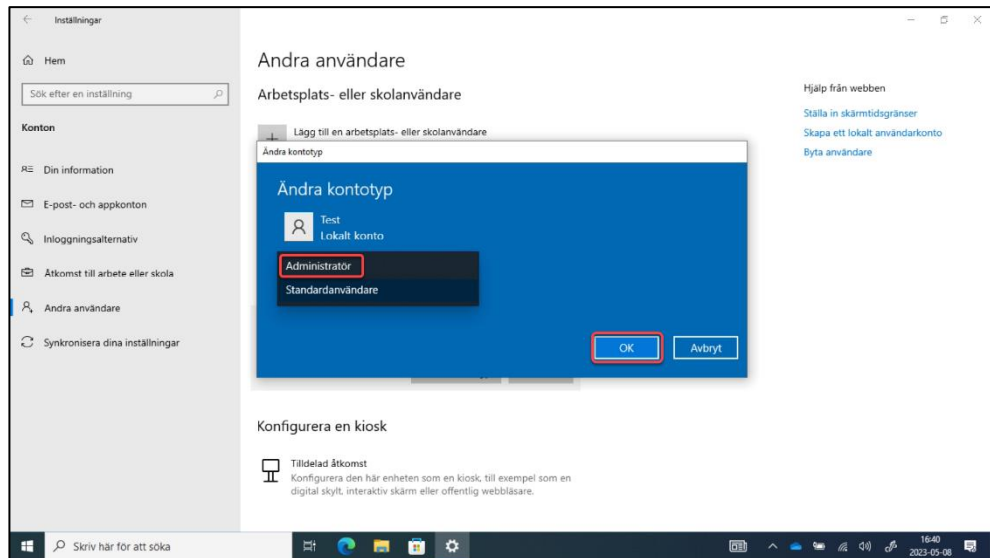 Inställningar
Hem
Sök efter en inställning
Konton
Din information
E-post- och appkonton
Inloggningsalternativ
Åtkomst till arbete eller skola
Andra användare
Synkronisera dina inställningar
Andra användare
Arbetsplats- eller skolanvändare
Lägg till en arbetsplats- eller skolanvändare
Ändra kontotyp
Ändra kontotyp
Test
Lokalt konto
Administratör
Standardanvändare
OK
Avbryt
Konfigurera en kiosk
Tilldelad åtkomst
Konfigurera den här enheten som en kiosk, till exempel som en
digital skylt, interaktiv skärm eller offentlig webbläsare.
Hjälp från webben
Ställa in skärmtidsgränser
Skapa ett lokalt användarkonto
Byta användare
Skriv här för att söka
16:40
2023-05-08